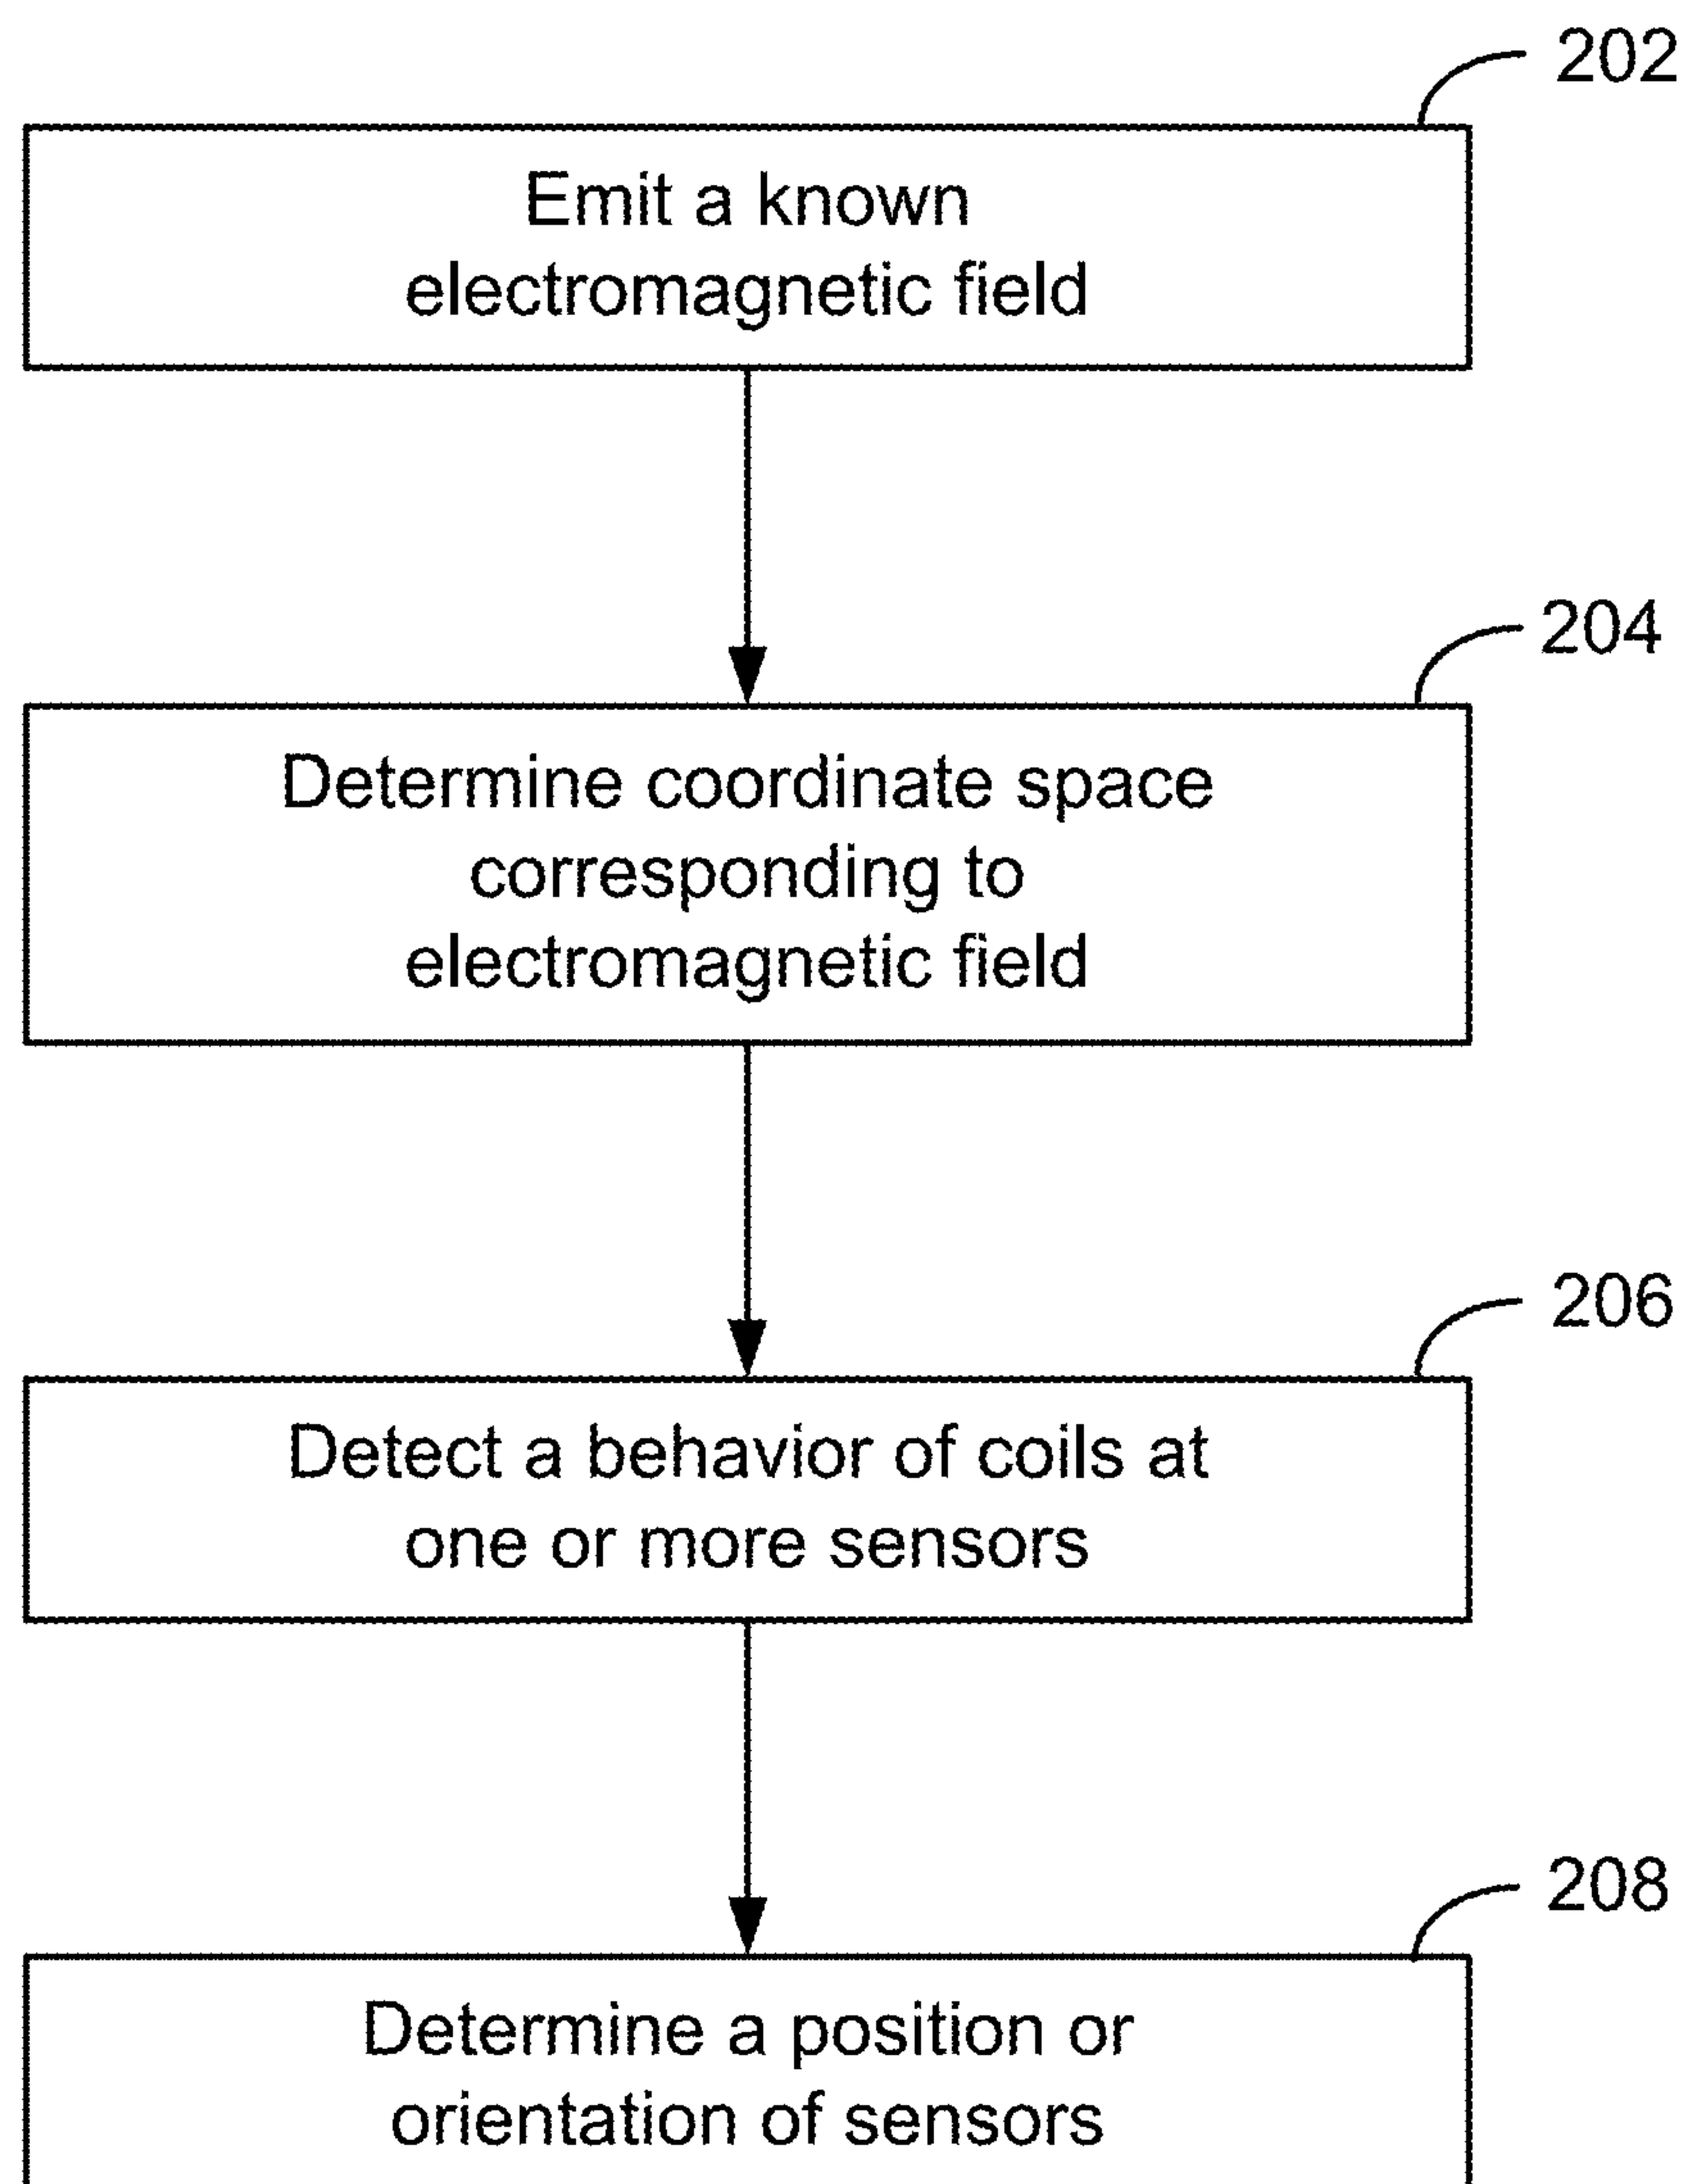 202
Emit a known
electromagnetic field
204
Determine coordinate space
corresponding to
electromagnetic field
206
Detect a behavior of coils at
one or more sensors
208
Determine a position or
orientation of sensors